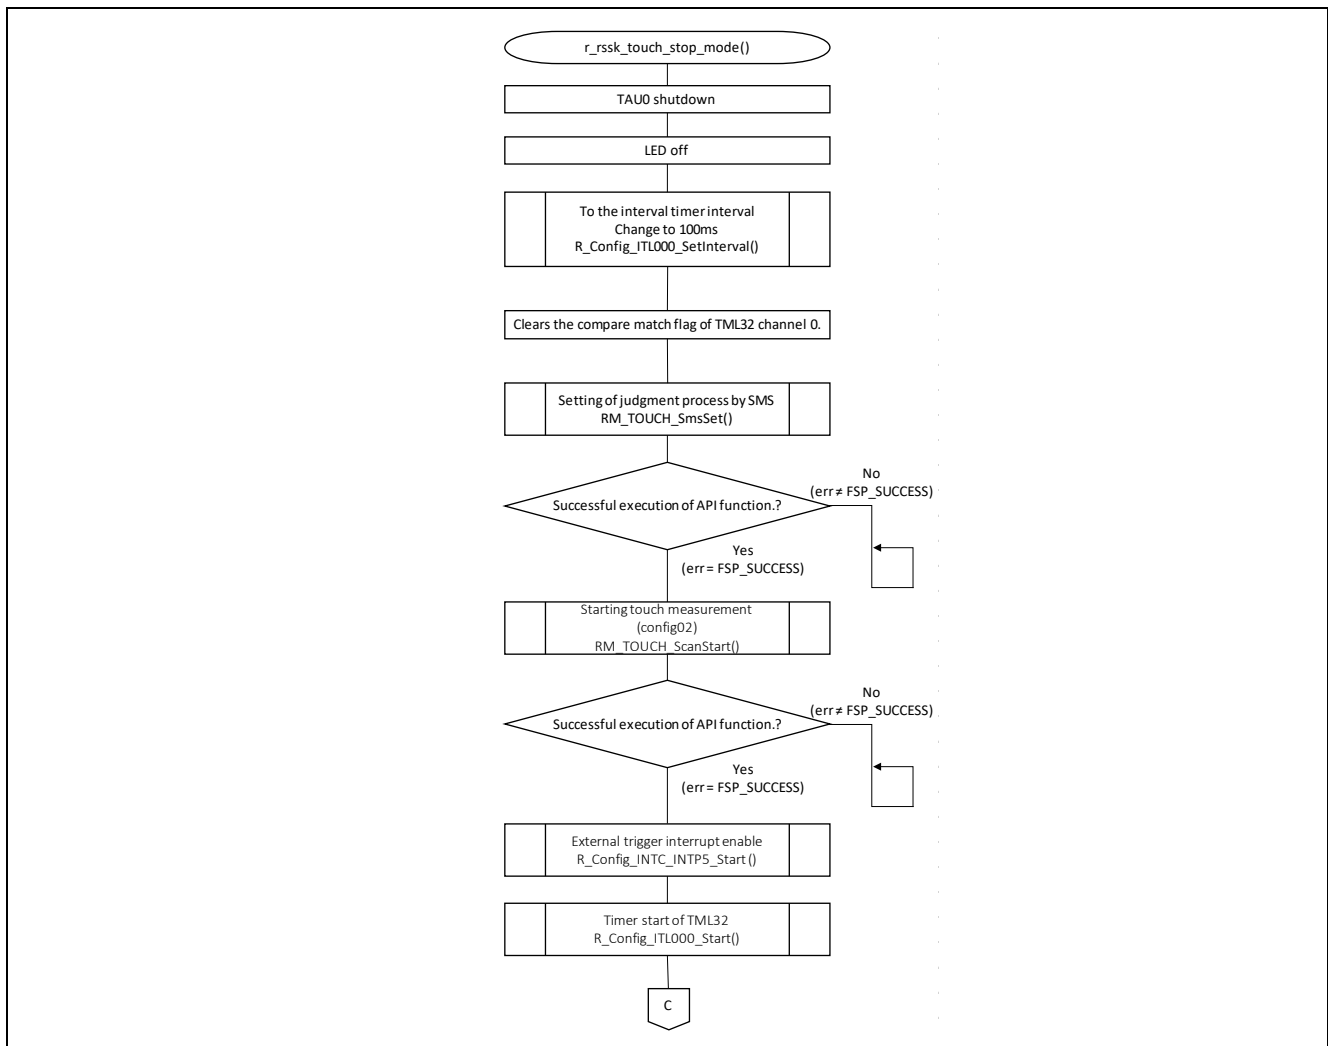 r_rssk_touch_stop_mode()
TAU0 shutdown
LED off
To the interval timer interval
Change to 100ms
R_Config_ITL000_SetInterval()
Clears the compare match flag of TML32 channel 0.
Setting of judgment process by SMS
RM_TOUCH_SmsSet()
Successful execution of API function.?
No
(err ≠ FSP_SUCCESS)
Yes
(err = FSP_SUCCESS)
Starting touch measurement
(config02)
RM_TOUCH_ScanStart()
Successful execution of API function.?
No
(err ≠ FSP_SUCCESS)
Yes
(err = FSP_SUCCESS)
External trigger interrupt enable
R_Config_INTC_INTP5_Start()
Timer start of TML32
R_Config_ITL000_Start()
C